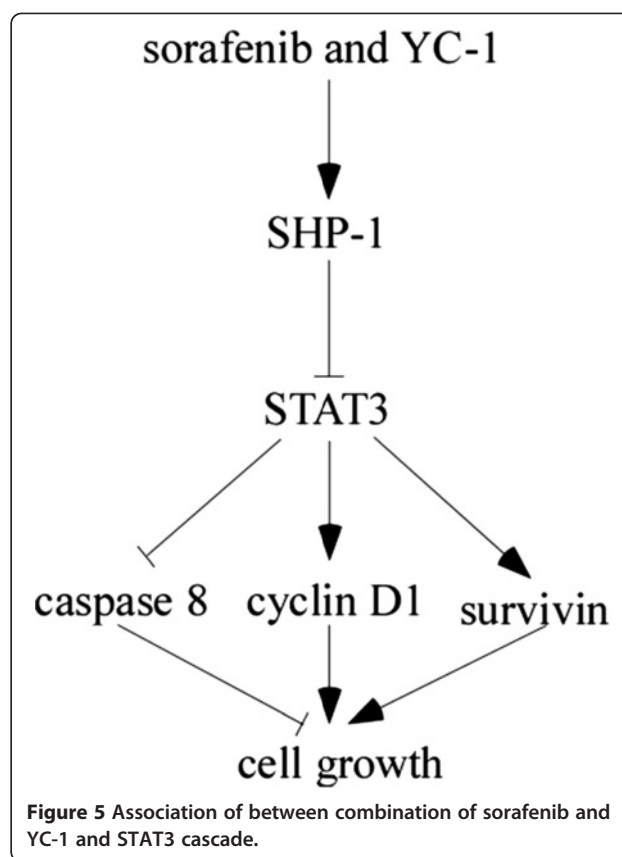 sorafenib and YC-1
SHP-1
STAT3
caspase 8 cyclin D1 survivin
cell growth
Figure 5 Association of between combination of sorafenib and
YC-1 and STAT3 cascade.